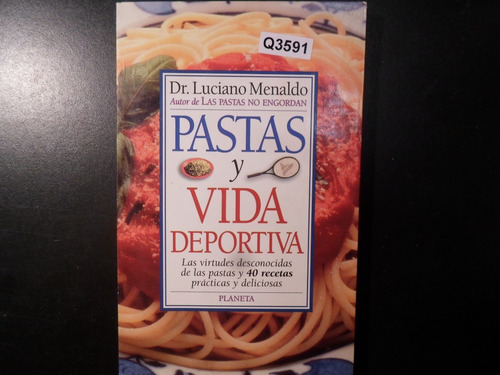 Q3591
Dr. Luciano Menaldo
Autor de LAS PASTAS NO ENGORDAN
PASTAS
y
VIDA
DEPORTIVA
Las virtudes desconocidas
de las pastas y 40 recetas
prácticas y deliciosas
PLANETA